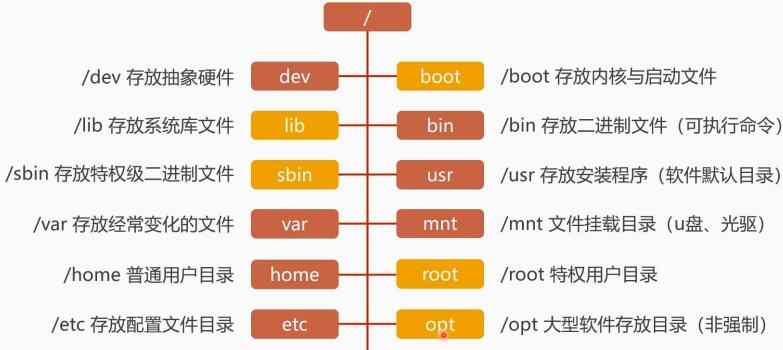 /
/dev 存放抽象硬件 dev boot /boot 存放内核与启动文件
/lib 存放系统库文件 lib bin /bin 存放二进制文件（可执行命令）
/sbin 存放特权级二进制文件 sbin usr /usr 存放安装程序（软件默认目录）
/var 存放经常变化的文件 var mnt /mnt 文件挂载目录（u盘、光驱）
/home 普通用户目录 home root /root 特权用户目录
/etc 存放配置文件目录 etc opt /opt 大型软件存放目录（非强制）